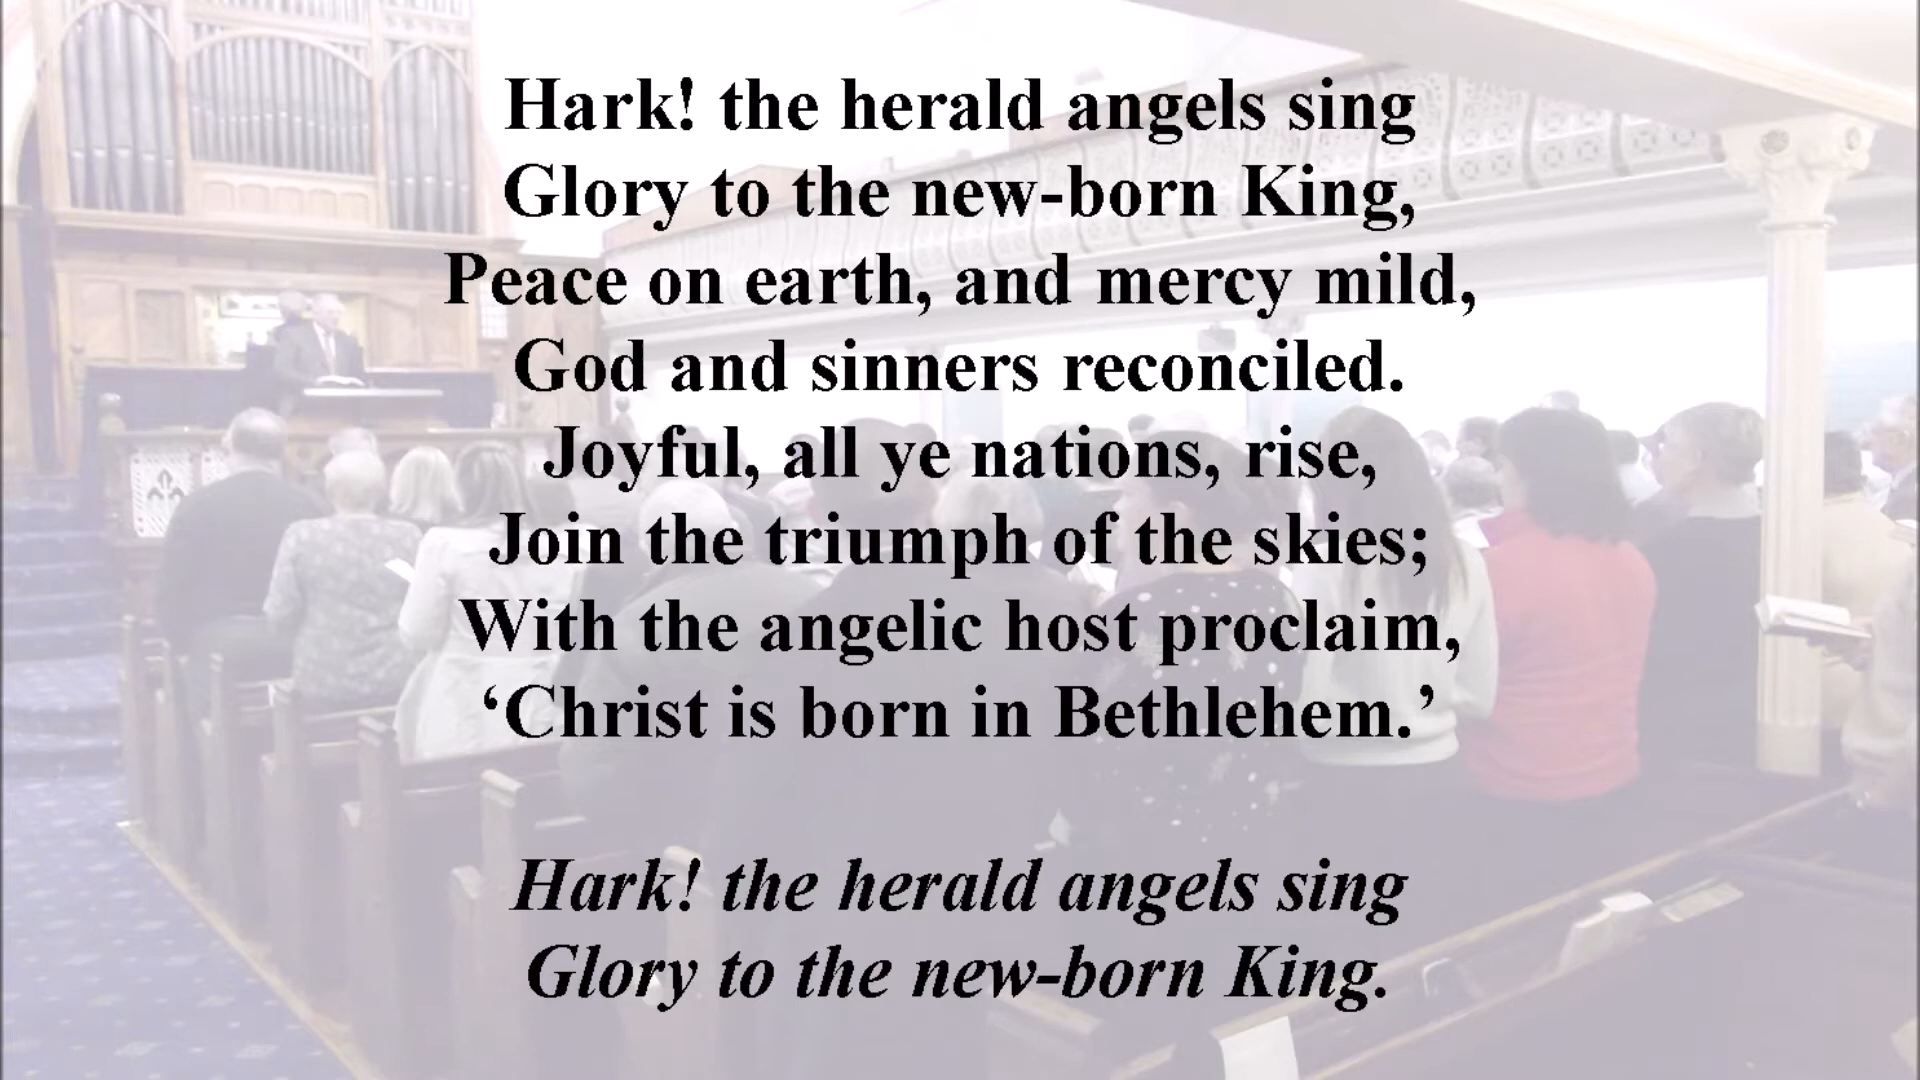 Hark! the herald angels sing
Glory to the new-born King,
Peace on earth, and mercy mild,
God and sinners reconciled.
Joyful, all ye nations, rise,
Join the triumph of the skies;
With the angelic host proclaim,
‘Christ is born in Bethlehem.’
Hark! the herald angels sing
Glory to the new-born King.